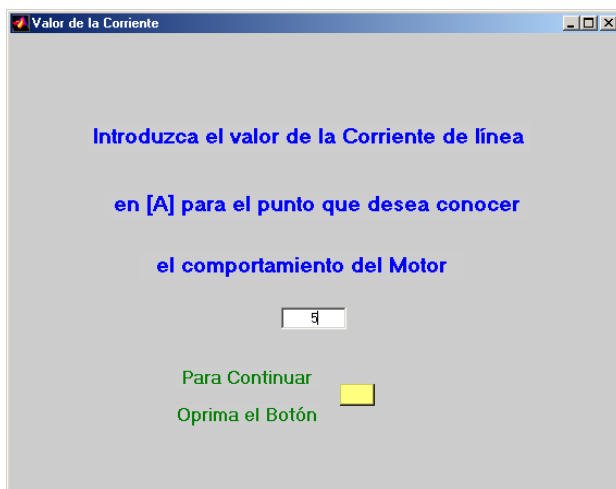 Valor de la Corriente
Introduzca el valor de la Corriente de línea
en [A] para el punto que desea conocer
el comportamiento del Motor
5
Para Continuar
Oprima el Botón